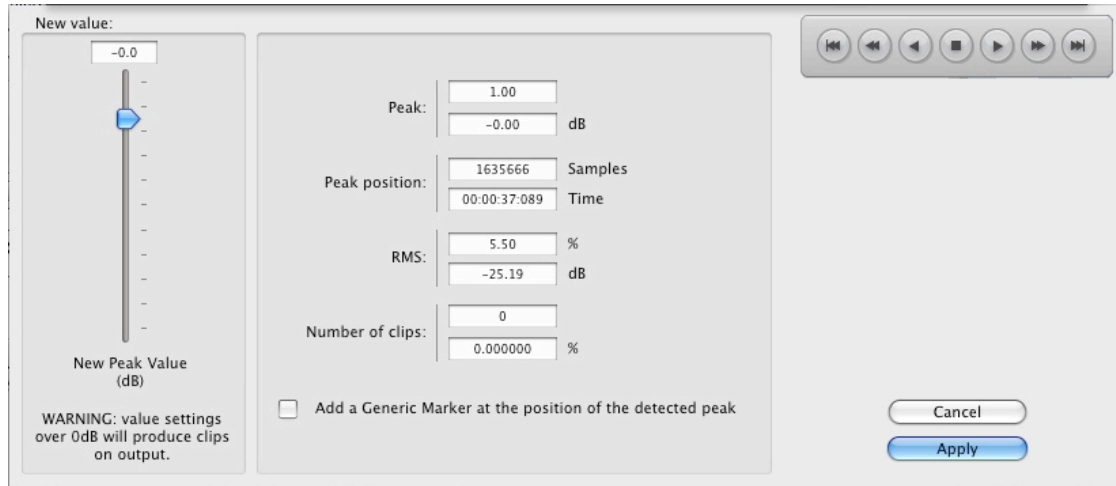 New value:
-0.0
New Peak Value
(dB)
WARNING: value settings
over 0dB will produce clips
on output.
Peak:
1.00
-0.00 dB
Peak position:
1635666 Samples
00:00:37:089 Time
RMS:
5.50 %
-25.19 dB
Number of clips:
0
0.000000 %
Add a Generic Marker at the position of the detected peak
Cancel
Apply